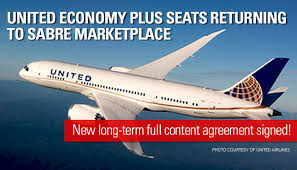 UNITED ECONOMY PLUS SEATS RETURNING
TO SABRE MARKETPLACE
UNITED
New long-term full content agreement signed!
PHOTO COURTESY OF UNITED AIRLINES